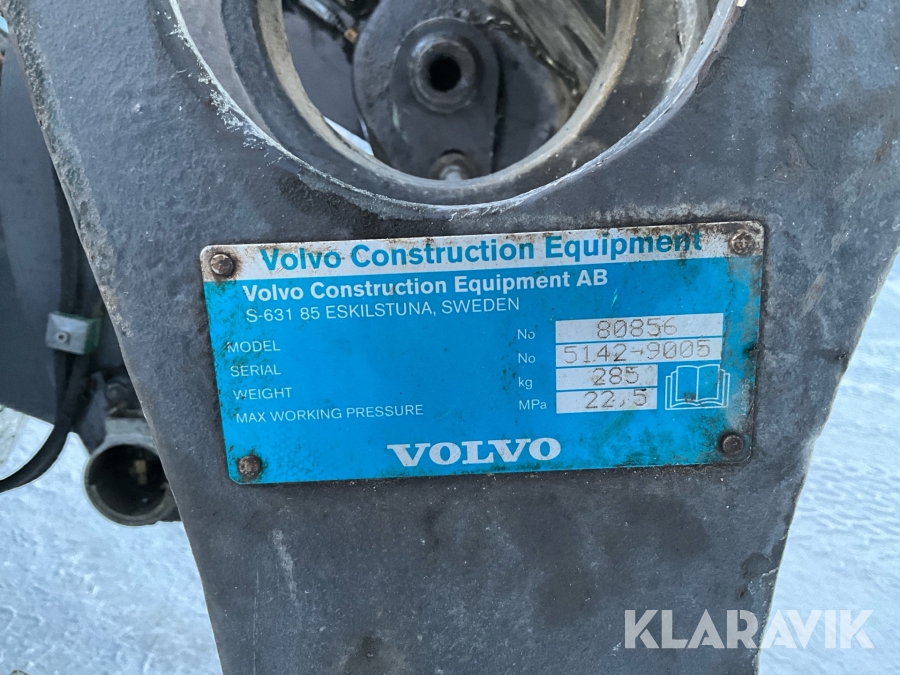 Volvo Construction Equipment
Volvo Construction Equipment AB
S-631 85 ESKILSTUNA, SWEDEN
MODEL No 80856
SERIAL No 5142-9005
WEIGHT kg 285
MAX WORKING PRESSURE MPa 22.5
VOLVO
KLARAVIK